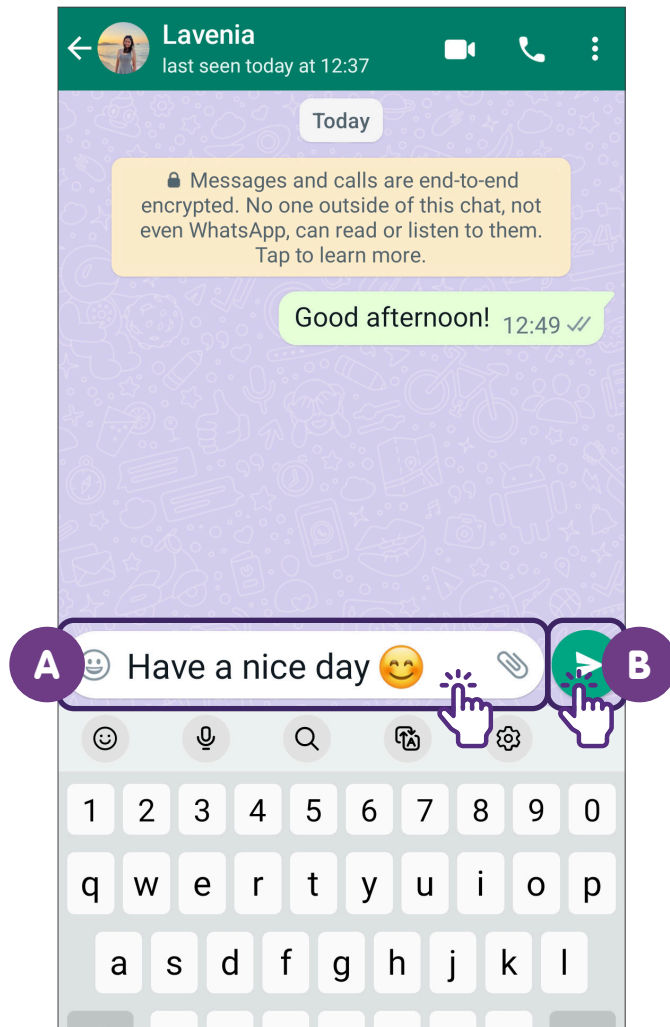 Lavenia
last seen today at 12:37
Today
Messages and calls are end-to-end
encrypted. No one outside of this chat, not
even WhatsApp, can read or listen to them.
Tap to learn more.
Good afternoon! 12:49
A Have a nice day 😊 B
1 2 3 4 5 6 7 8 9 0
q w e r t y u i o p
a s d f g h j k l